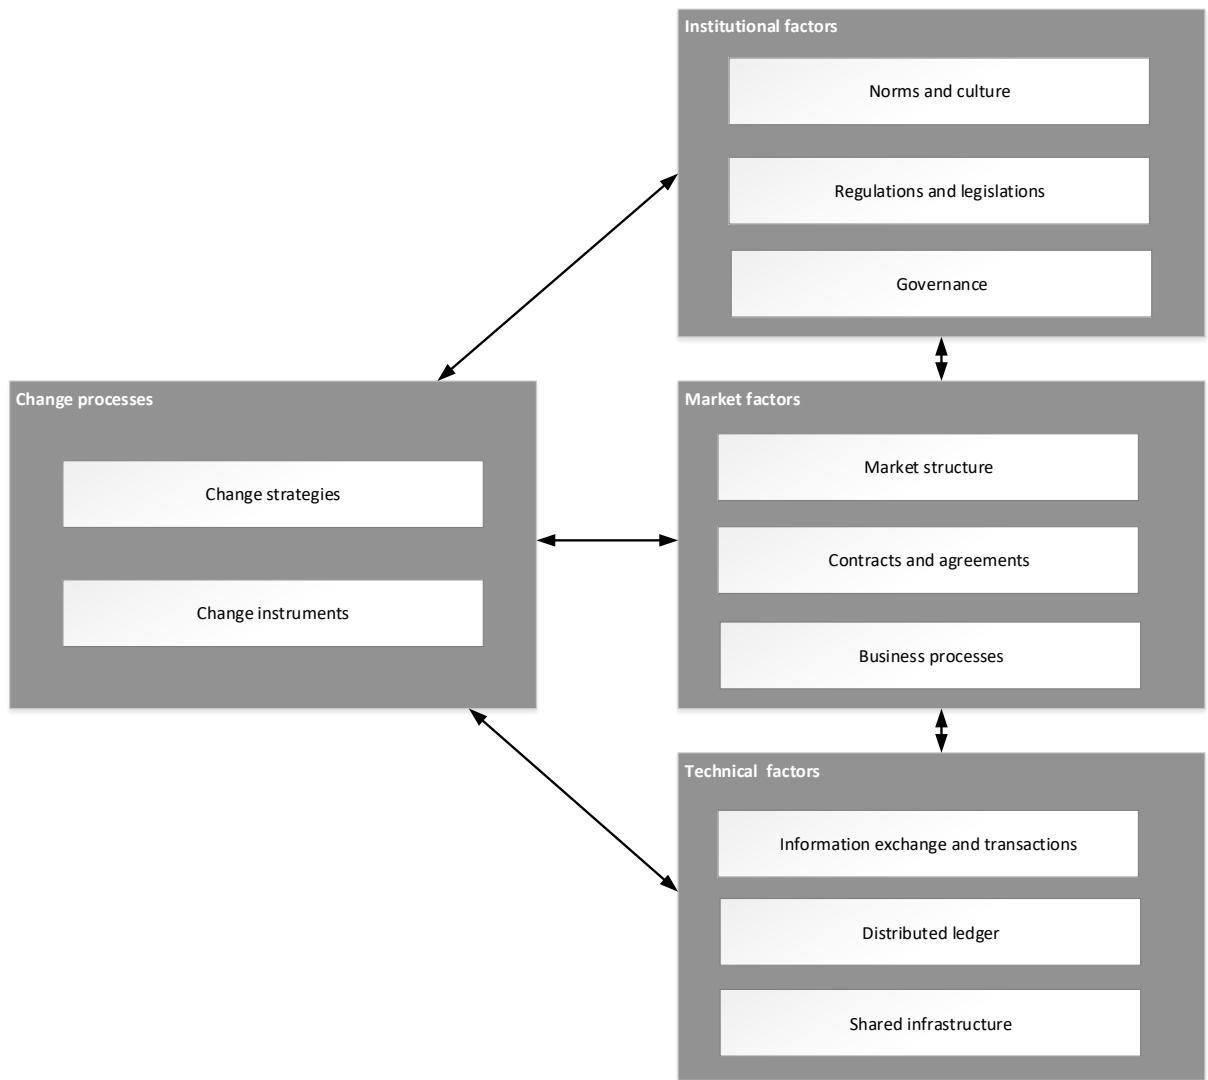 Institutional factors
Norms and culture
Regulations and legislations
Governance
Change processes
Change strategies
Change instruments
Market factors
Market structure
Contracts and agreements
Business processes
Technical  factors
Information exchange and transactions
Distributed ledger
Shared infrastructure